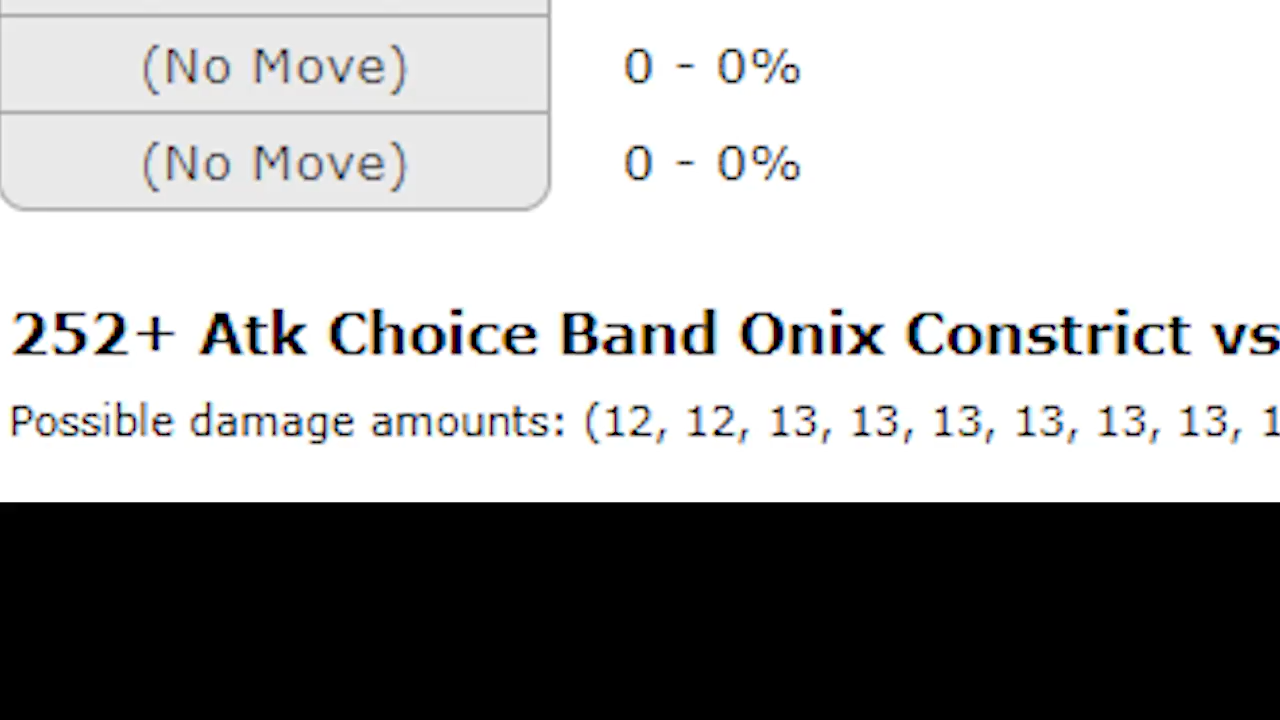 (No Move) 0 - 0%
(No Move) 0 - 0%
252+ Atk Choice Band Onix Constrict vs
Possible damage amounts: (12, 12, 13, 13, 13, 13, 13, 13, 1